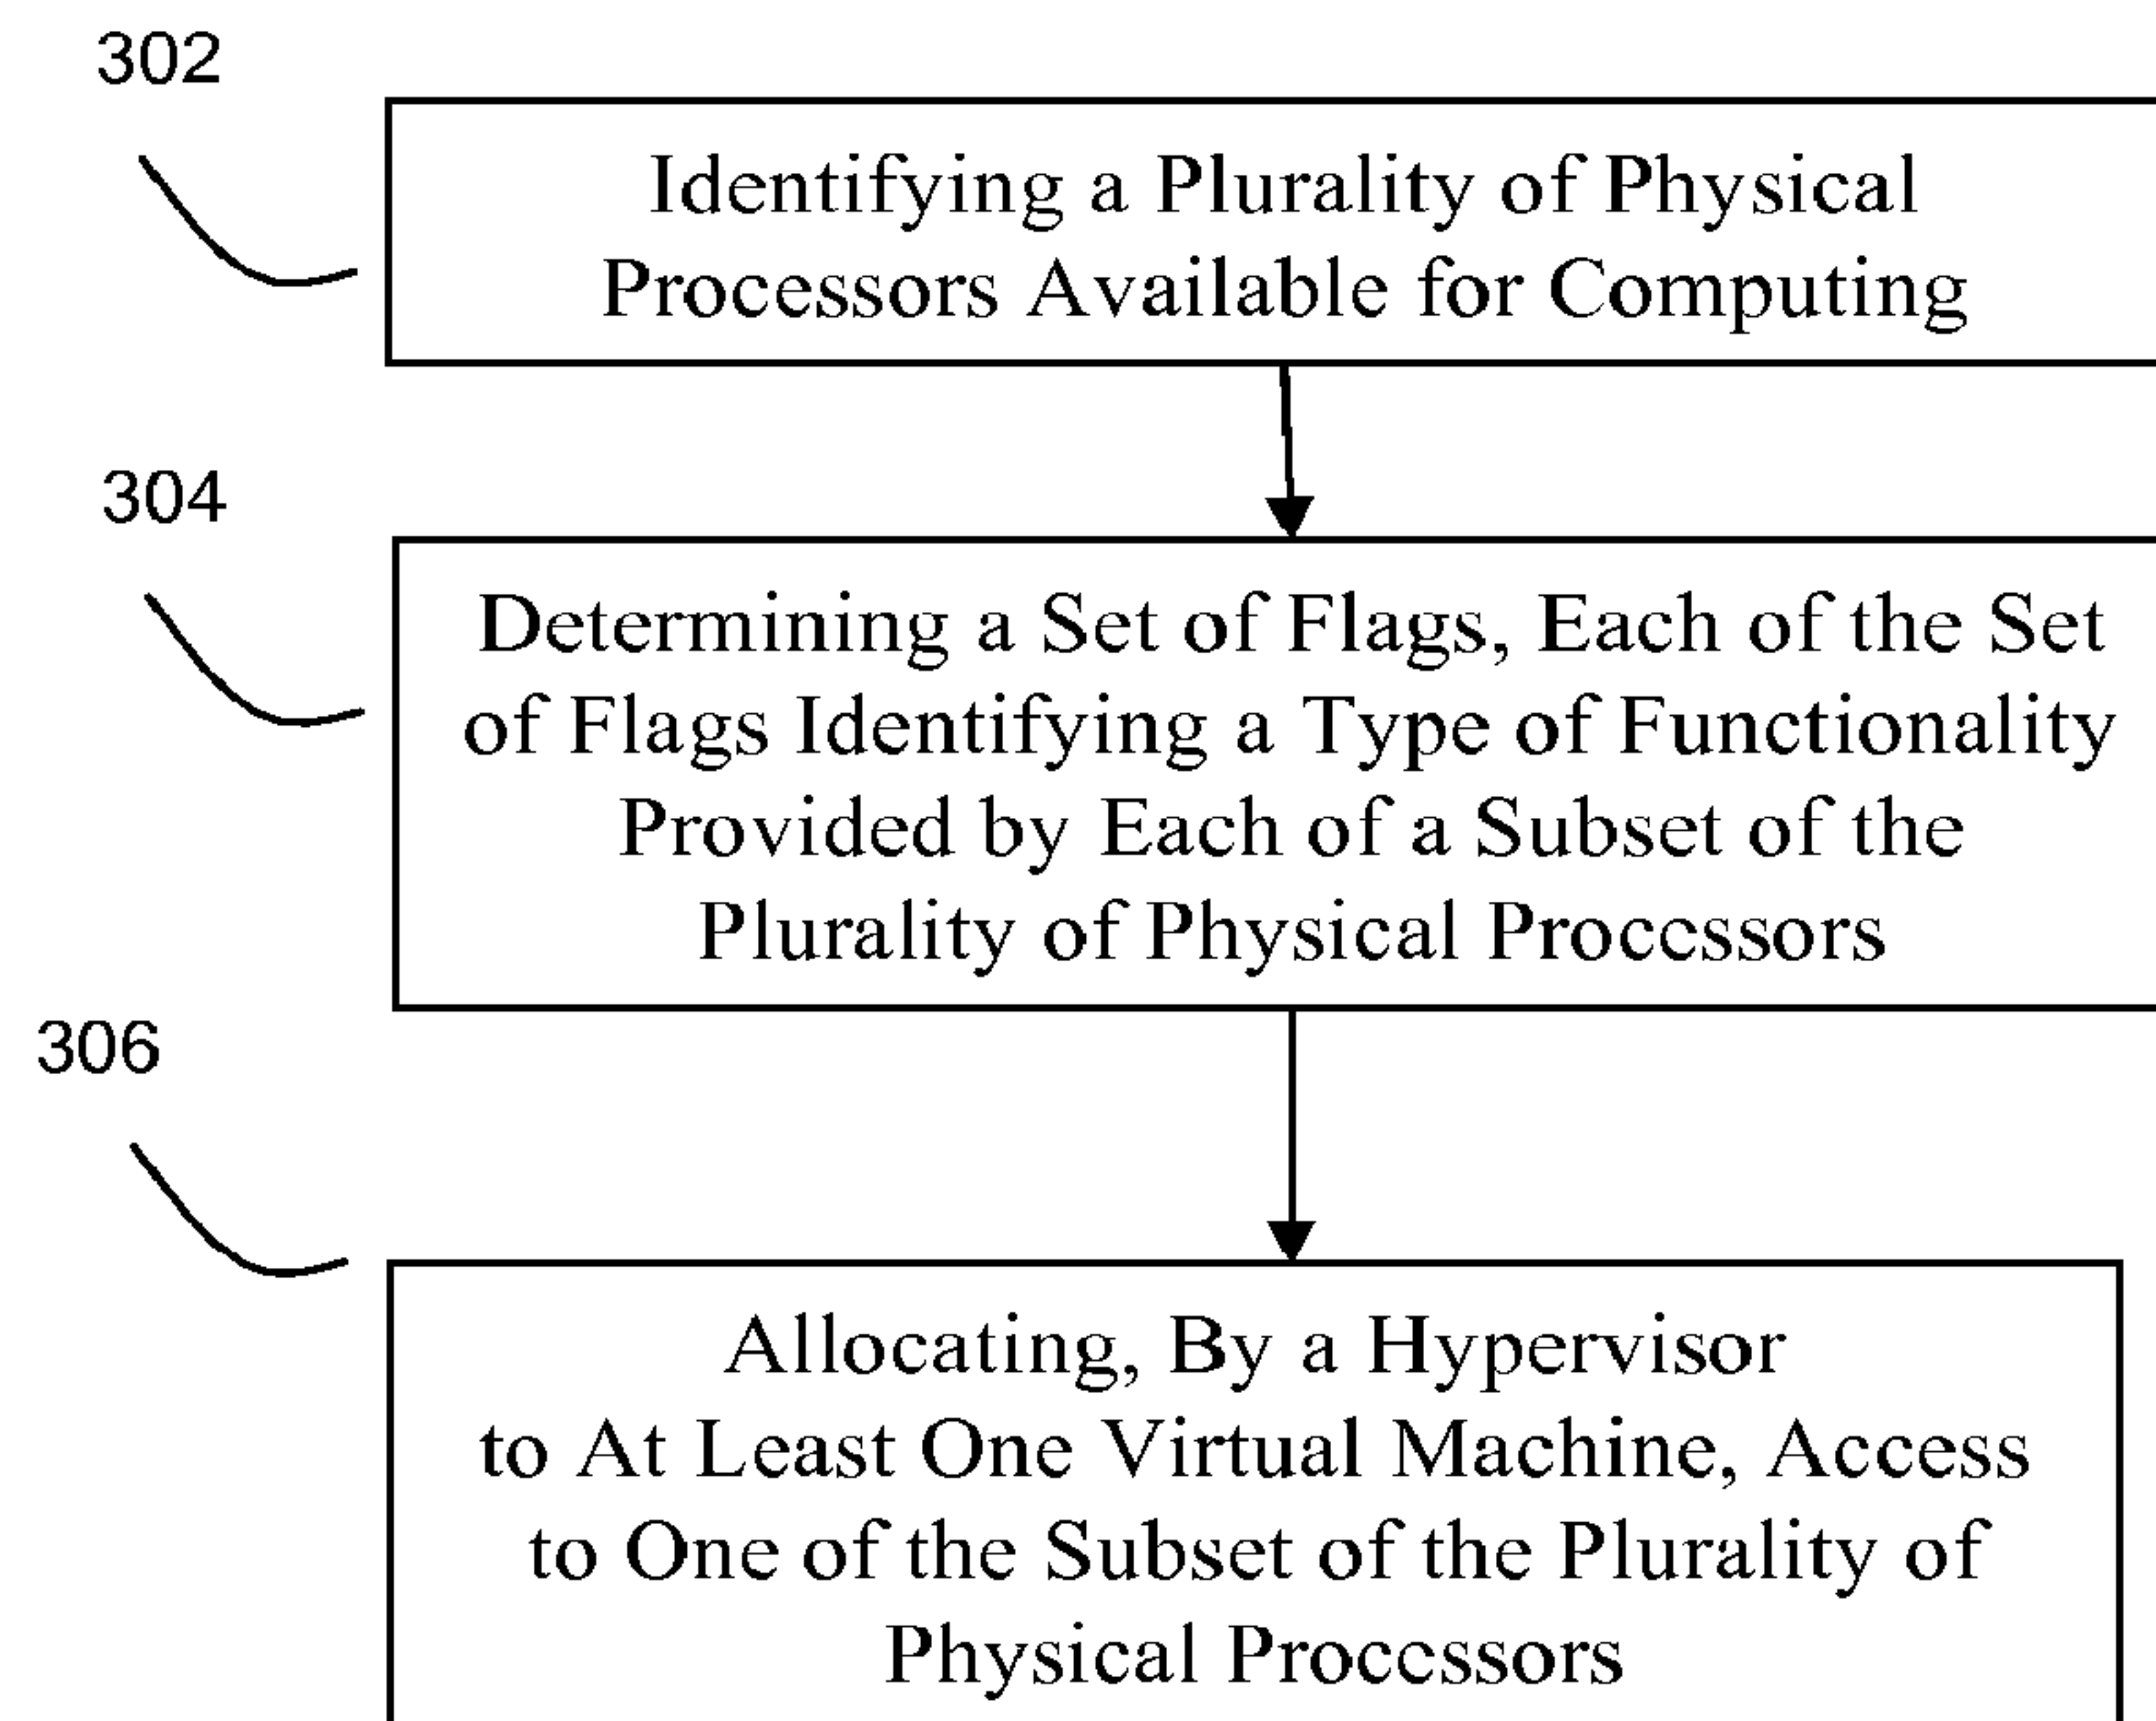 302
Identifying a Plurality of Physical
Processors Available for Computing
304
Determining a Set of Flags, Each of the Set
of Flags Identifying a Type of Functionality
Provided by Each of a Subset of the
Plurality of Physical Processors
306
Allocating, By a Hypervisor
to At Least One Virtual Machine, Access
to One of the Subset of the Plurality of
Physical Processors